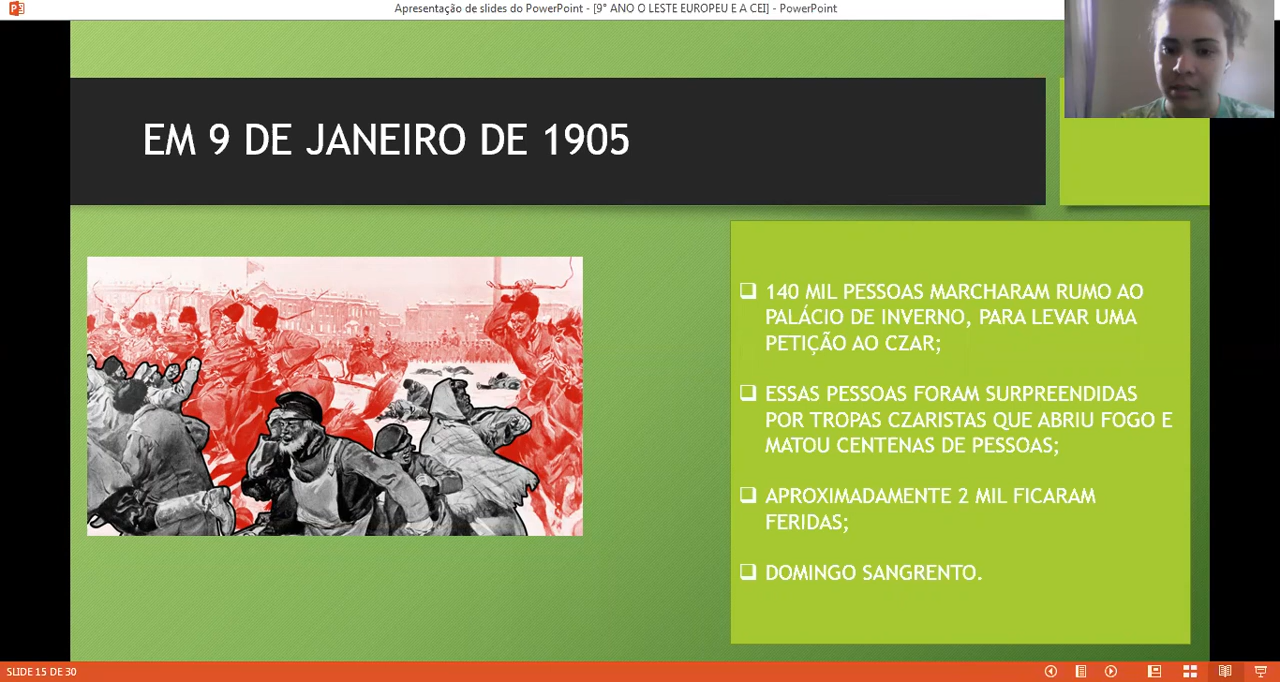 Apresentação de slides do PowerPoint - [9° ANO O LESTE EUROPEU E A CEI] - PowerPoint
EM 9 DE JANEIRO DE 1905
140 MIL PESSOAS MARCHARAM RUMO AO
PALÁCIO DE INVERNO, PARA LEVAR UMA
PETIÇÃO AO CZAR;
ESSAS PESSOAS FORAM SURPREENDIDAS
POR TROPAS CZARISTAS QUE ABRIU FOGO E
MATOU CENTENAS DE PESSOAS;
APROXIMADAMENTE 2 MIL FICARAM
FERIDAS;
DOMINGO SANGRENTO.
SLIDE 15 DE 30